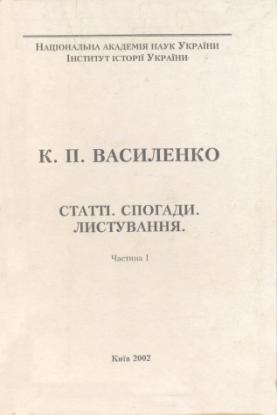 НАЦІОНАЛЬНА АКАДЕМІЯ НАУК УКРАЇНИ
ІНСТИТУТ ІСТОРІЇ УКРАЇНИ
К. П. ВАСИЛЕНКО
СТАТТІ. СПОГАДИ.
ЛИСТУВАННЯ.
Частина 1
Київ 2002